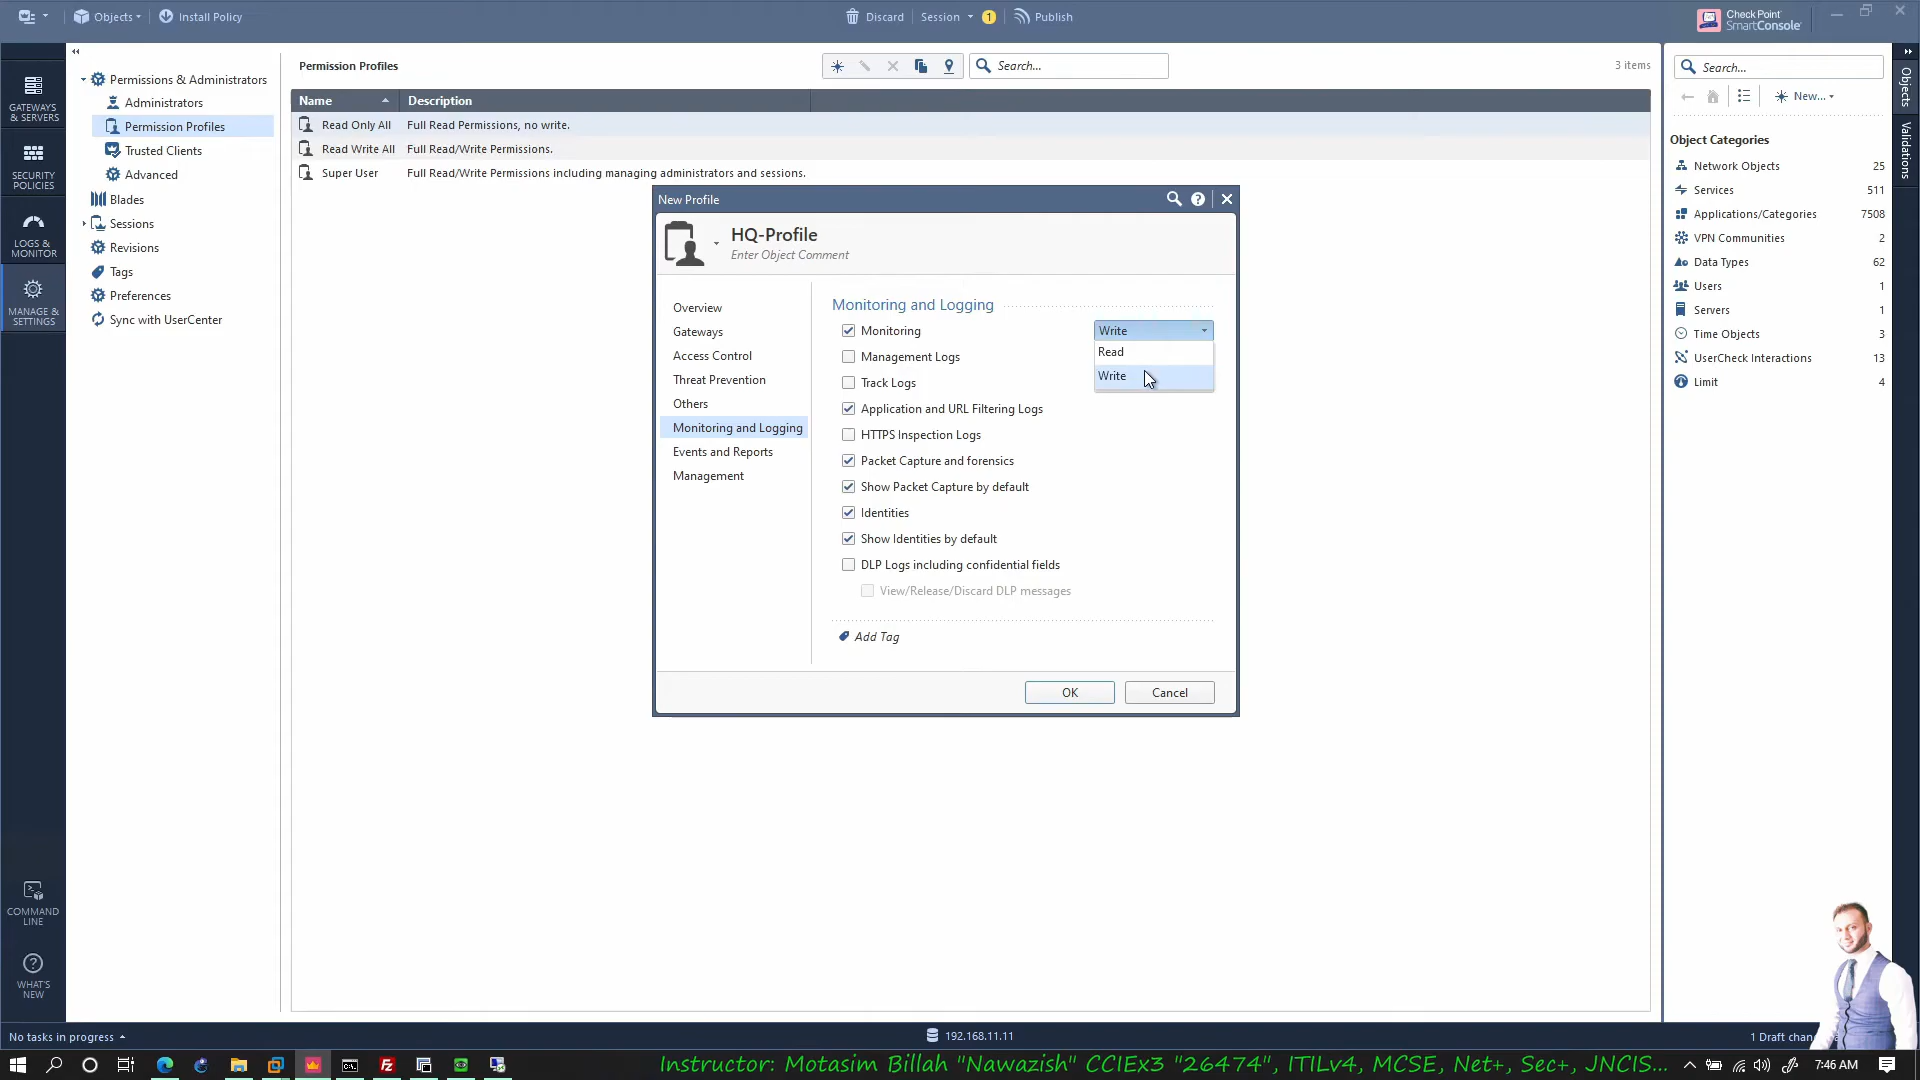 Objects
Install Policy
Discard
Session
1
Publish
Check Point
SmartConsole
GATEWAYS
& SERVERS
SECURITY
POLICIES
LOGS &
MONITOR
MANAGE &
SETTINGS
COMMAND
LINE
WHAT'S
NEW
Permissions & Administrators
Administrators
Permission Profiles
Trusted Clients
Advanced
Blades
Sessions
Revisions
Tags
Preferences
Sync with UserCenter
Permission Profiles
Search...
3 items
Name
Description
Read Only All
Full Read Permissions, no write.
Read Write All
Full Read/Write Permissions.
Super User
Full Read/Write Permissions including managing administrators and sessions.
New Profile
HQ-Profile
Enter Object Comment
Overview
Gateways
Access Control
Threat Prevention
Others
Monitoring and Logging
Events and Reports
Management
Monitoring and Logging
Monitoring
Write
Read
Write
Management Logs
Track Logs
Application and URL Filtering Logs
HTTPS Inspection Logs
Packet Capture and forensics
Show Packet Capture by default
Identities
Show Identities by default
DLP Logs including confidential fields
View/Release/Discard DLP messages
Add Tag
OK
Cancel
Search...
New...
Object Categories
Network Objects 25
Services 511
Applications/Categories 7508
VPN Communities 2
Data Types 62
Users 1
Servers 1
Time Objects 3
UserCheck Interactions 13
Limit 4
Objects
Validations
No tasks in progress
192.168.11.11
1 Draft
Instructor: Motasim Billah "Nawazish" CCIEx3 "26474", ITILv4, MCSE, Net+, Sec+, JNCIS...
7:46 AM